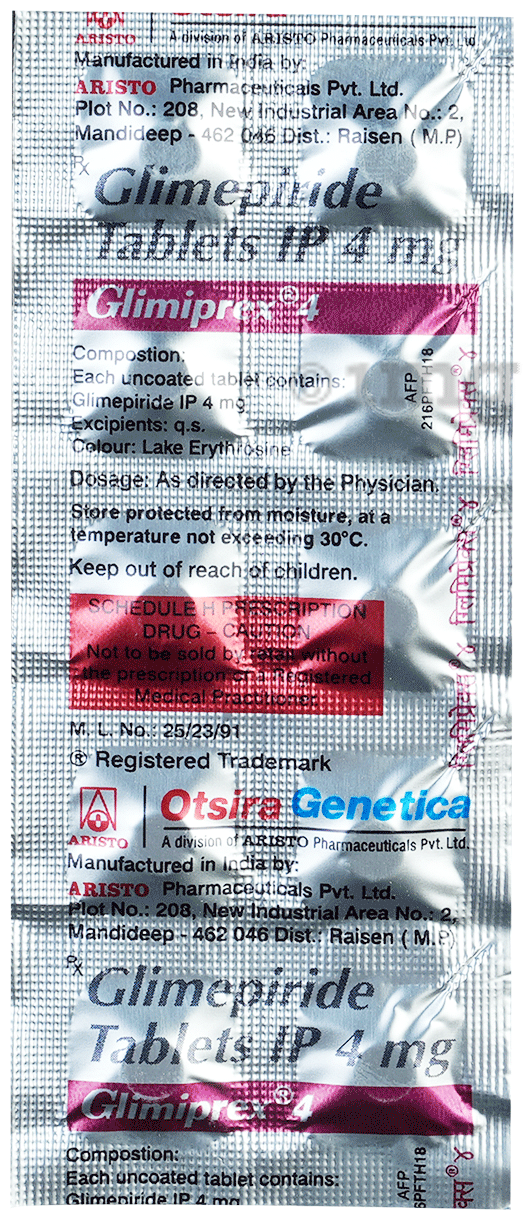 Otsira
ARISTO
A division of ARISTO Pharmaceuticals Pvt. Ltd
Manufactured in India by:
ARISTO Pharmaceuticals Pvt. Ltd.
Plot No.: 208, New Industrial Area No.: 2,
Mandideep - 462 046 Dist.: Raisen ( M.P)
Rx
Glimepiride
Tablets IP 4 mg
Glimiprex® 4
Compostion:
Each uncoated tablet contains:
Glimepiride IP 4 mg
Excipients: q.s.
Colour: Lake Erythrosine
AFP
216PFTH18
Dosage: As directed by the Physician.
Store protected from moisture, at a
temperature not exceeding 30°C.
Keep out of reach of children.
SCHEDULE H PRESCRIPTION
DRUG – CAUTION
Not to be sold by retail without
the prescription of a Registered
Medical Practitioner
M. L. No.: 25/23/91
® Registered Trademark
ARISTO
Otsira Genetica
A division of ARISTO Pharmaceuticals Pvt. Ltd.
Manufactured in India by:
ARISTO Pharmaceuticals Pvt. Ltd.
Plot No.: 208, New Industrial Area No.: 2,
Mandideep - 462 046 Dist.: Raisen ( M.P)
Rx
Glimepiride
Tablets IP 4 mg
Glimiprex® 4
Compostion:
Each uncoated tablet contains:
Glimepiride IP 4 mg
AFP
6PFTH18